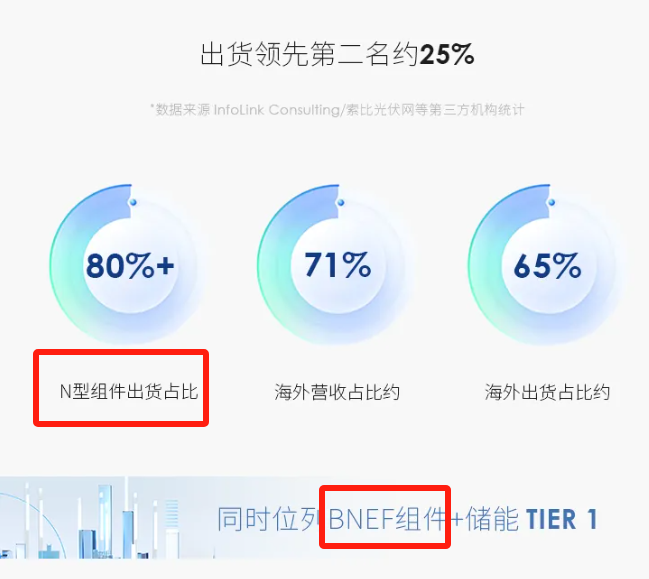 出货领先第二名约25%
*数据来源 InfoLink Consulting/索比光伏网等第三方机构统计
80%+ 71% 65%
N型组件出货占比 海外营收占比约 海外出货占比约
同时位列 BNEF组件+储能 TIER 1